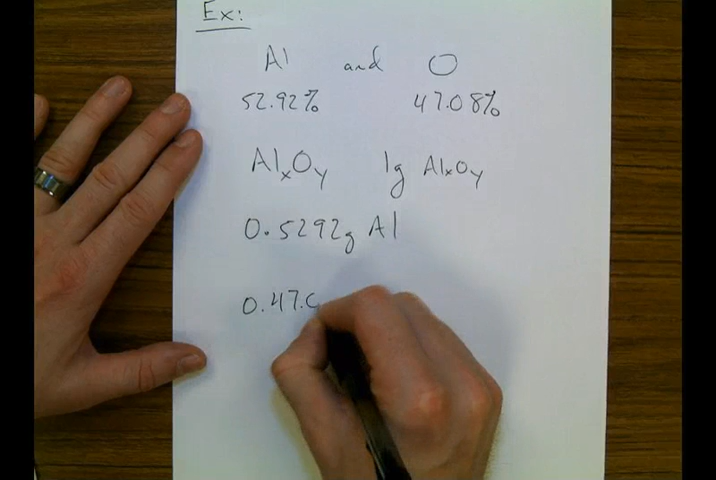 Ex:
Al and O
52.92% 47.08%
AlxOy 1g AlxOy
0.5292g Al
0.47.0